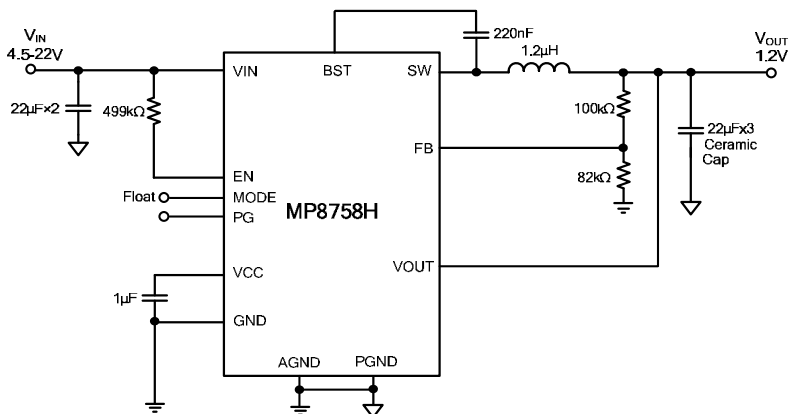 VIN
4.5-22V
22µF×2
499kΩ
Float
1µF
VIN
EN
MODE
PG
VCC
GND
BST
MP8758H
AGND
PGND
SW
FB
VOUT
220nF
1.2µH
100kΩ
82kΩ
VOUT
1.2V
22µFx3
Ceramic
Cap